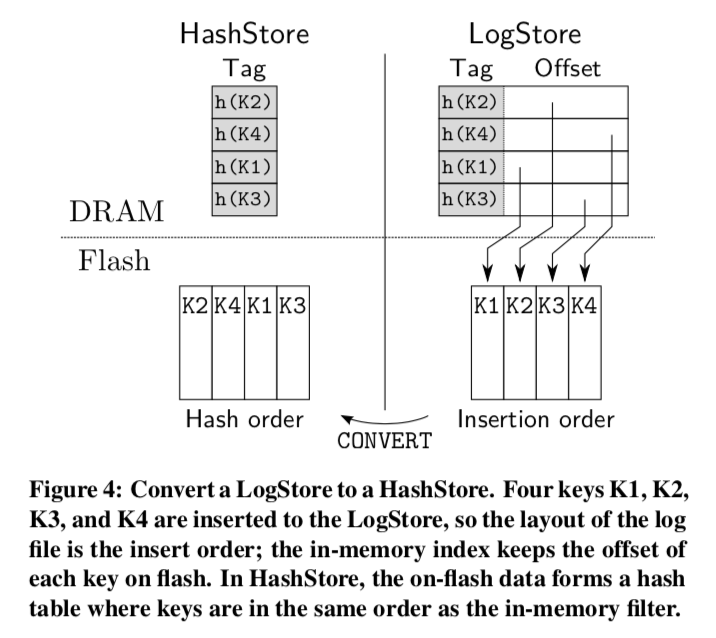 HashStore LogStore
Tag Tag Offset
h(K2) h(K2)
h(K4) h(K4)
h(K1) h(K1)
h(K3) h(K3)
DRAM
Flash
K2 K4 K1 K3 K1 K2 K3 K4
Hash order Insertion order
CONVERT
Figure 4: Convert a LogStore to a HashStore. Four keys K1, K2,
K3, and K4 are inserted to the LogStore, so the layout of the log
file is the insert order; the in-memory index keeps the offset of
each key on flash. In HashStore, the on-flash data forms a hash
table where keys are in the same order as the in-memory filter.